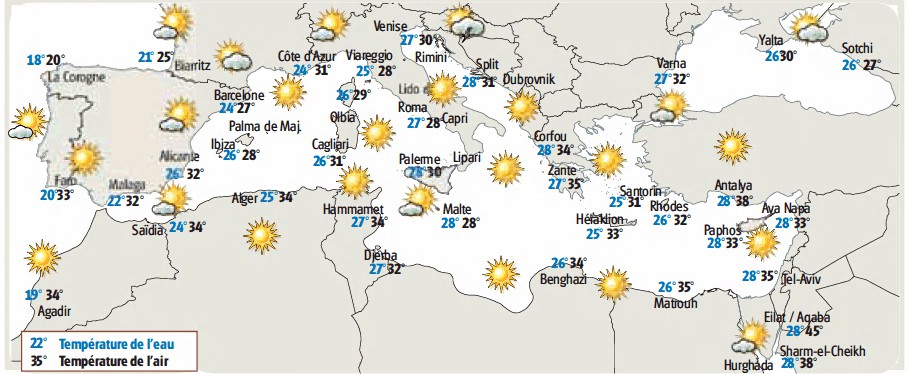 Venise
27° 30°
Rimini
Yalta
26 30°
Sotchi
26° 27°
21° 25°
Biarritz
18° 20°
La Corogne
Côte d'Azur
24° 31°
Viareggio
25° 28°
Split
28° 31°
Dubrovnik
Varna
27° 32°
Barcelone
24° 27°
26° 29°
Olbia
Lido
Roma
27° 28°
Capri
Palma de Maj.
Ibiza
26° 28°
Cagliari
26° 31°
Corfou
28° 34°
Alicante
26° 32°
Palerme
28° 30°
Lipari
Zante
27° 35°
Faro
20° 33°
Malaga
22° 32°
Alger 25° 34°
Hammamet
27° 34°
Malte
28° 28°
Santorin
25° 31°
Rhodes
26° 32°
Antalya
28° 38°
Aya Napa
28° 33°
Paphos
28° 33°
Héraklion
25° 33°
Saïdia
24° 34°
Djerba
27° 32°
26° 34°
Benghazi
26° 35°
Matrouh
28° 35°
Tel-Aviv
19° 34°
Agadir
Eilat / Aqaba
28° 45°
Sharm-el-Cheikh
28° 38°
Hurghada
22° Température de l'eau
35° Température de l'air